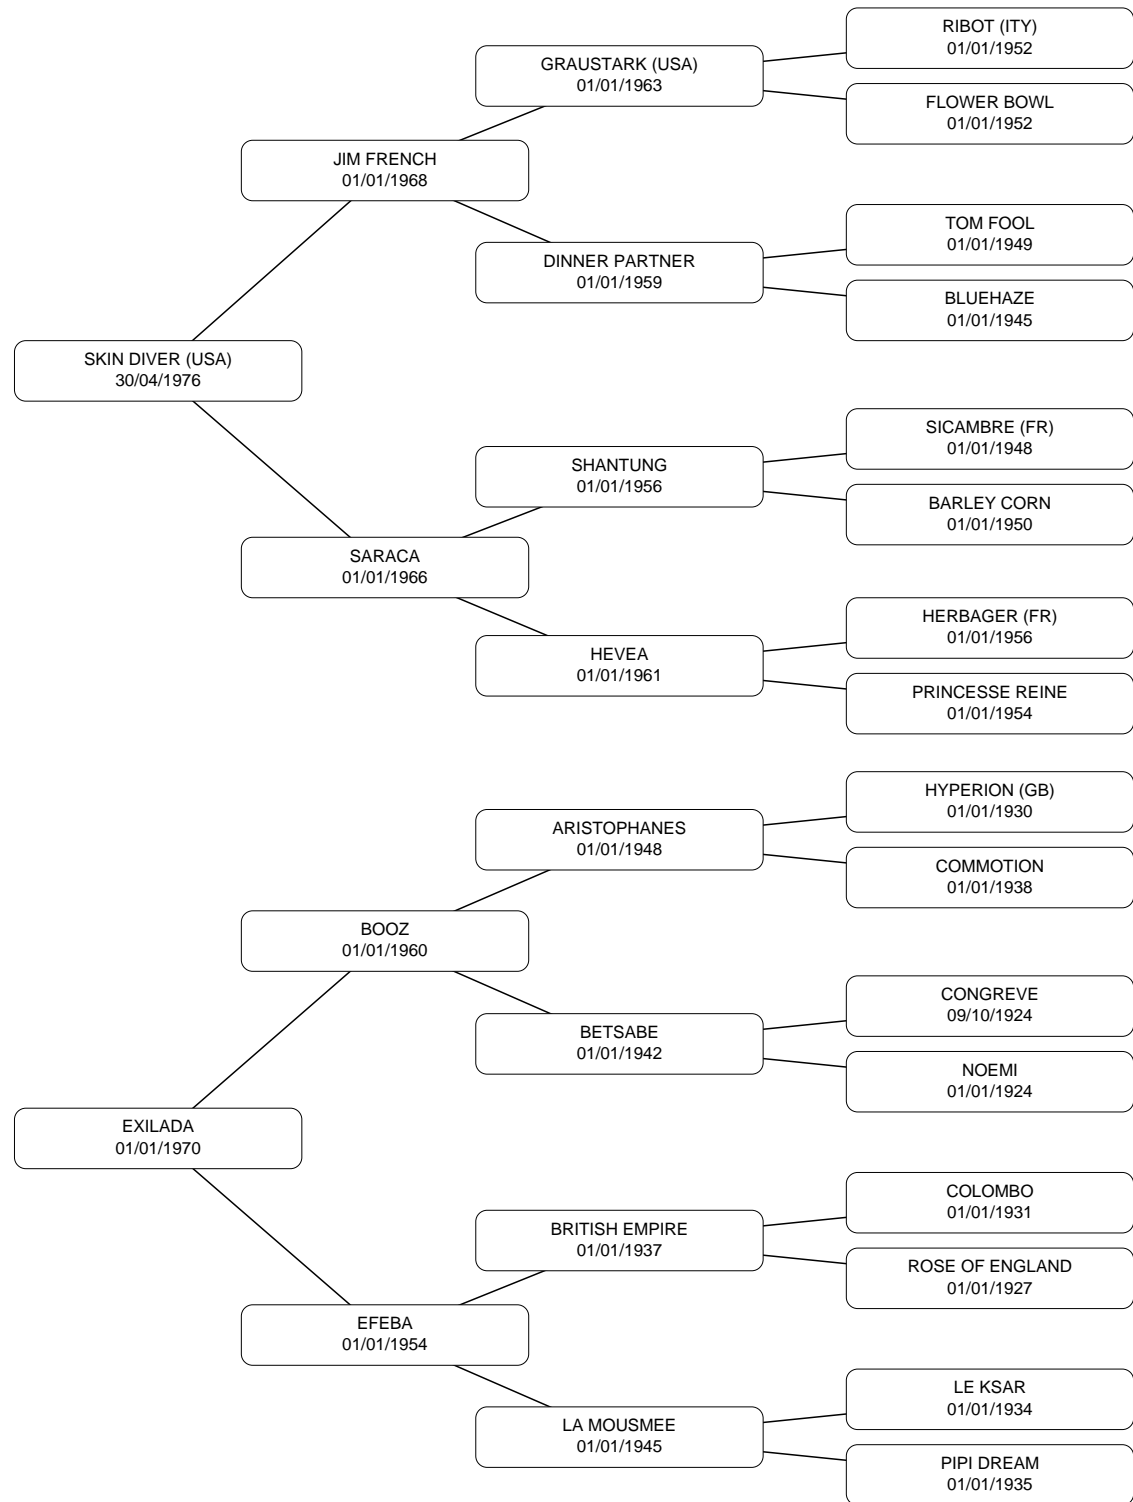 RIBOT (ITY)
01/01/1952
GRAUSTARK (USA)
01/01/1963
FLOWER BOWL
01/01/1952
JIM FRENCH
01/01/1968
TOM FOOL
01/01/1949
DINNER PARTNER
01/01/1959
BLUEHAZE
01/01/1945
SKIN DIVER (USA)
30/04/1976
SICAMBRE (FR)
01/01/1948
SHANTUNG
01/01/1956
BARLEY CORN
01/01/1950
SARACA
01/01/1966
HERBAGER (FR)
01/01/1956
HEVEA
01/01/1961
PRINCESSE REINE
01/01/1954
HYPERION (GB)
01/01/1930
ARISTOPHANES
01/01/1948
COMMOTION
01/01/1938
BOOZ
01/01/1960
CONGREVE
09/10/1924
BETSABE
01/01/1942
NOEMI
01/01/1924
EXILADA
01/01/1970
COLOMBO
01/01/1931
BRITISH EMPIRE
01/01/1937
ROSE OF ENGLAND
01/01/1927
EFEBA
01/01/1954
LE KSAR
01/01/1934
LA MOUSMEE
01/01/1945
PIPI DREAM
01/01/1935